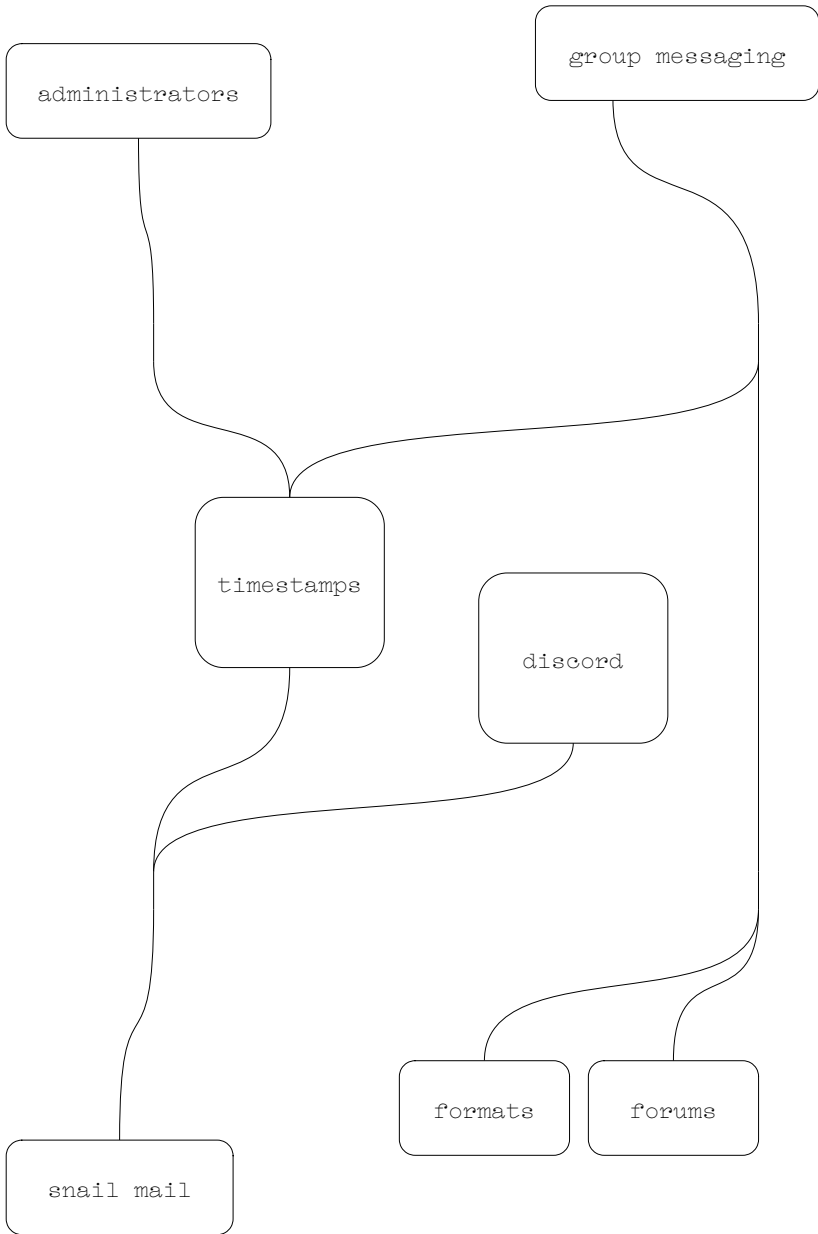 group messaging
administrators
timestamps
discord
formats
forums
snail mail